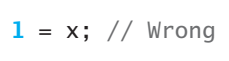 1 = x; // Wrong